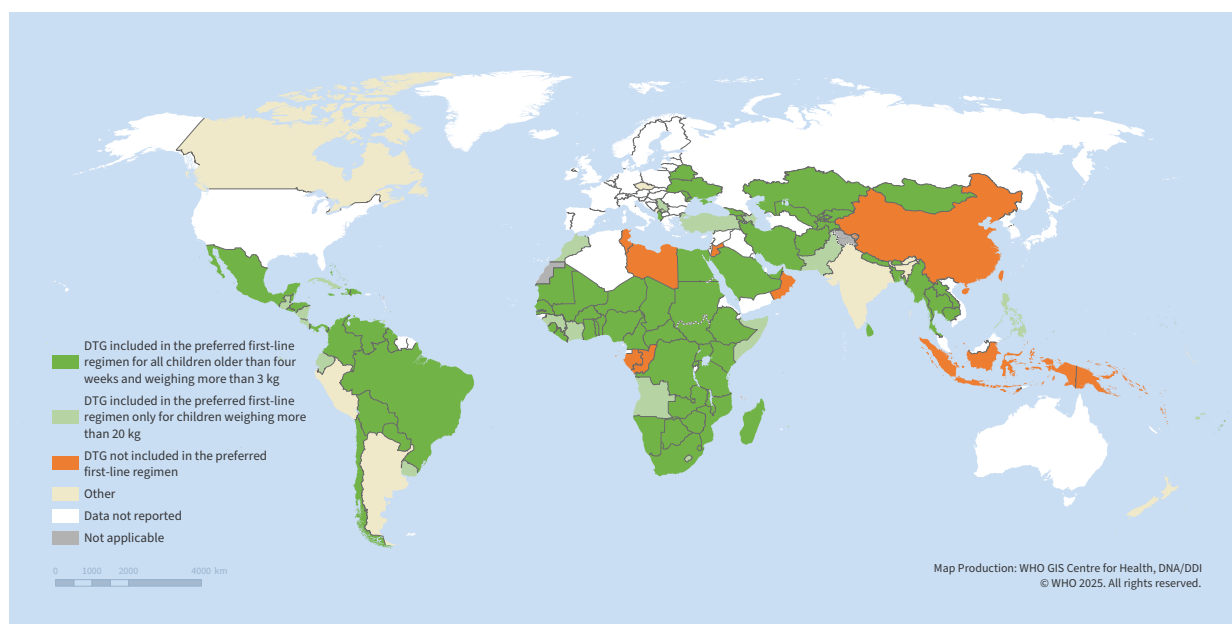 DTG included in the preferred first-line
regimen for all children older than four
weeks and weighing more than 3 kg
DTG included in the preferred first-line
regimen only for children weighing more
than 20 kg
DTG not included in the preferred
first-line regimen
Other
Data not reported
Not applicable
0 1000 2000 4000 km
Map Production: WHO GIS Centre for Health, DNA/DDI
© WHO 2025. All rights reserved.